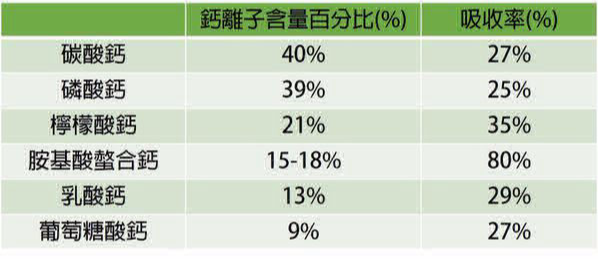 鈣離子含量百分比(%) 吸收率(%)
碳酸鈣 40% 27%
磷酸鈣 39% 25%
檸檬酸鈣 21% 35%
胺基酸螯合鈣 15-18% 80%
乳酸鈣 13% 29%
葡萄糖酸鈣 9% 27%